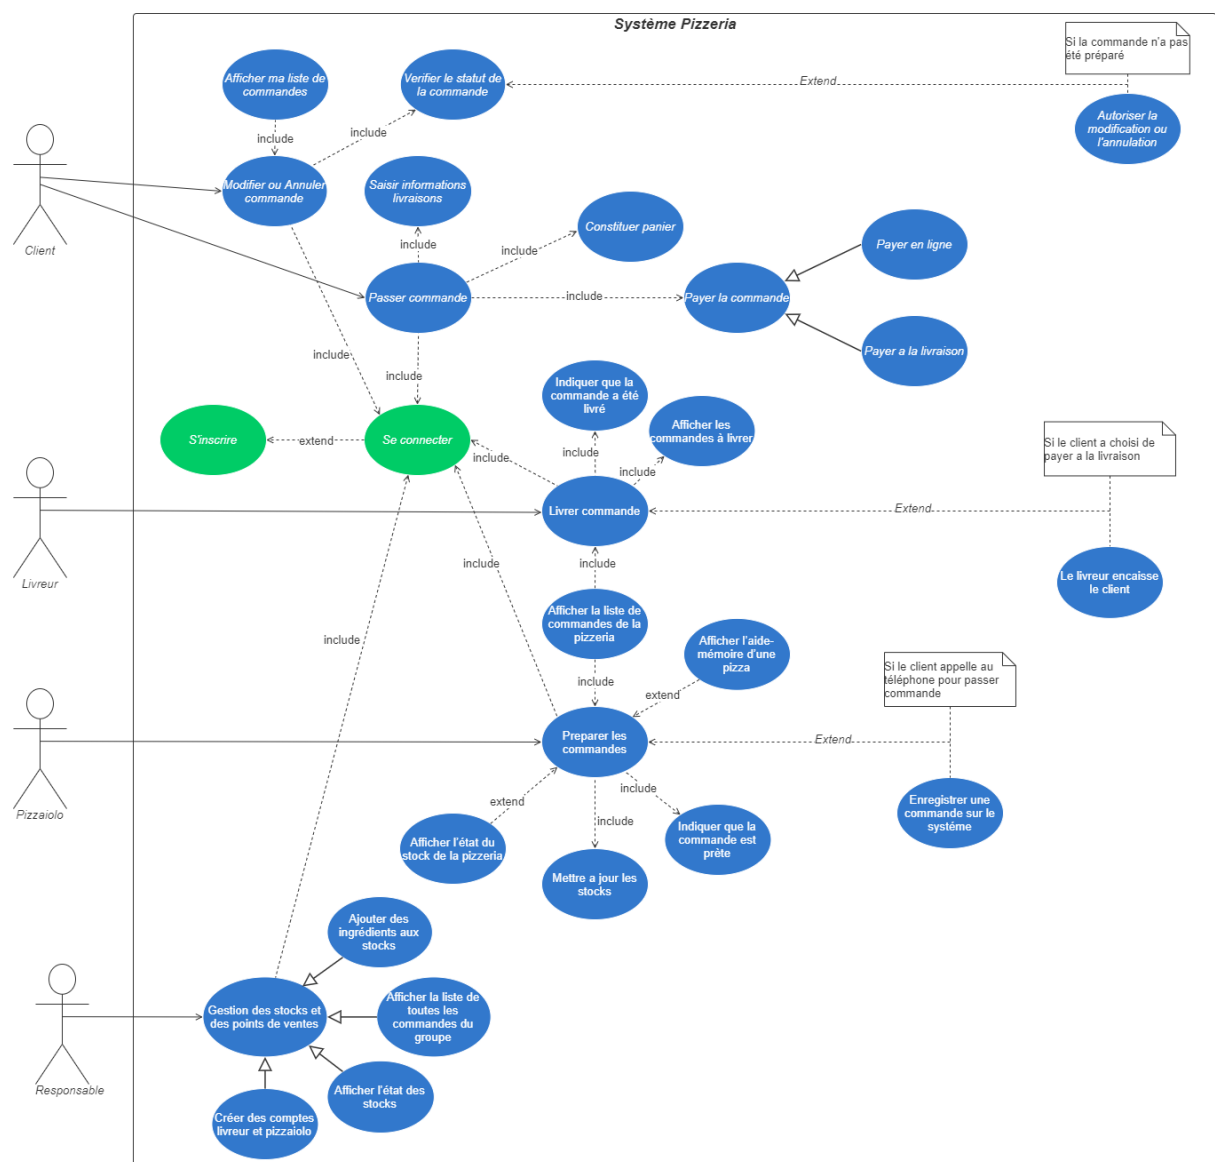 Système Pizzeria
Si la commande n'a pas
été préparé
Afficher ma liste de
commandes
Verifier le statut de
la commande
Extend
Autoriser la
modification ou
l'annulation
include
include
Modifier ou Annuler
commande
Saisir informations
livraisons
Client
Constituer panier
Payer en ligne
include
include
Passer commande
include
Payer la commande
Payer a la livraison
include
include
Indiquer que la
commande a été
livré
Afficher les
commandes à livrer
S'inscrire
extend
Se connecter
include
include
include
Si le client a choisi de
payer a la livraison
Livrer commande
Extend
Livreur
include
include
Le livreur encaisse
le client
Afficher la liste de
commandes de la
pizzeria
include
Afficher l'aide-
mémoire d'une
pizza
Si le client appelle au
téléphone pour passer
commande
include
extend
Preparer les
commandes
Extend
Pizzaiolo
include
extend
include
Enregistrer une
commande sur le
systéme
Afficher l'état du
stock de la pizzeria
Indiquer que la
commande est
prète
Mettre a jour les
stocks
Ajouter des
ingrédients aux
stocks
Gestion des stocks et
des points de ventes
Afficher la liste de
toutes les
commandes du
groupe
Responsable
Afficher l'état des
stocks
Créer des comptes
livreur et pizzaiolo